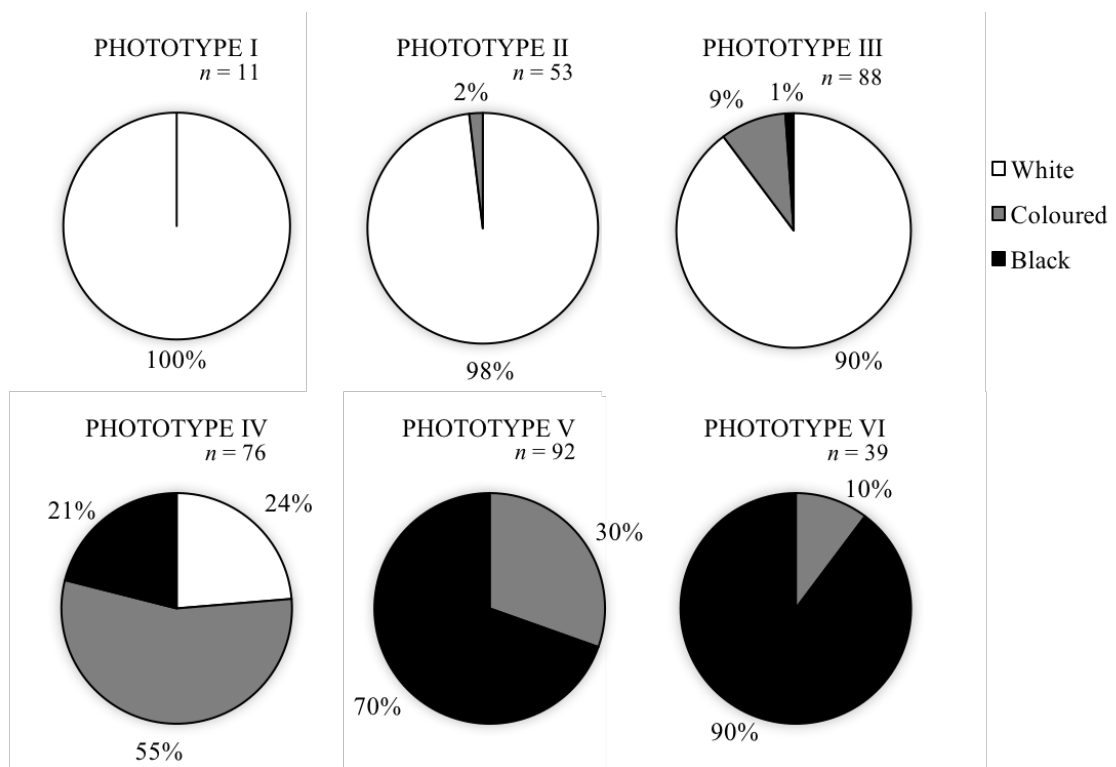 PHOTOTYPE I
n = 11
100%
PHOTOTYPE II
n = 53
2%
98%
PHOTOTYPE III
n = 88
9%
1%
90%
White
Coloured
Black
PHOTOTYPE IV
n = 76
21%
24%
55%
PHOTOTYPE V
n = 92
30%
70%
PHOTOTYPE VI
n = 39
10%
90%